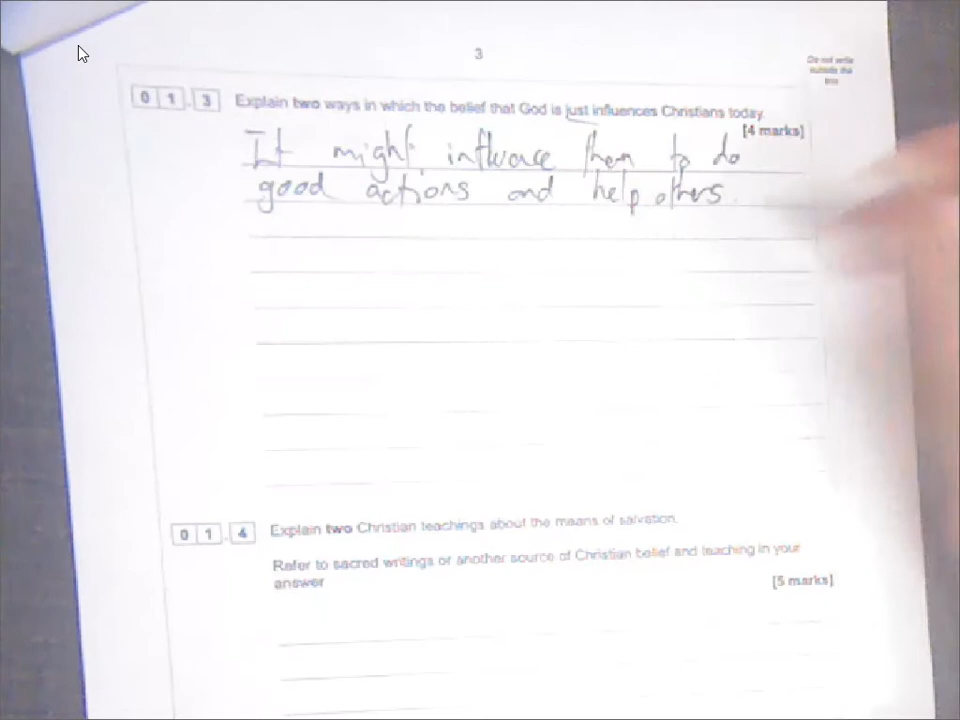 3
Do not write
outside the
box
0 1 . 3 Explain two ways in which the belief that God is just influences Christians today.
[4 marks]
It might influence them to do
good actions and help others.
0 1 . 4 Explain two Christian teachings about the means of salvation.
Refer to sacred writings or another source of Christian belief and teaching in your
answer
[5 marks]